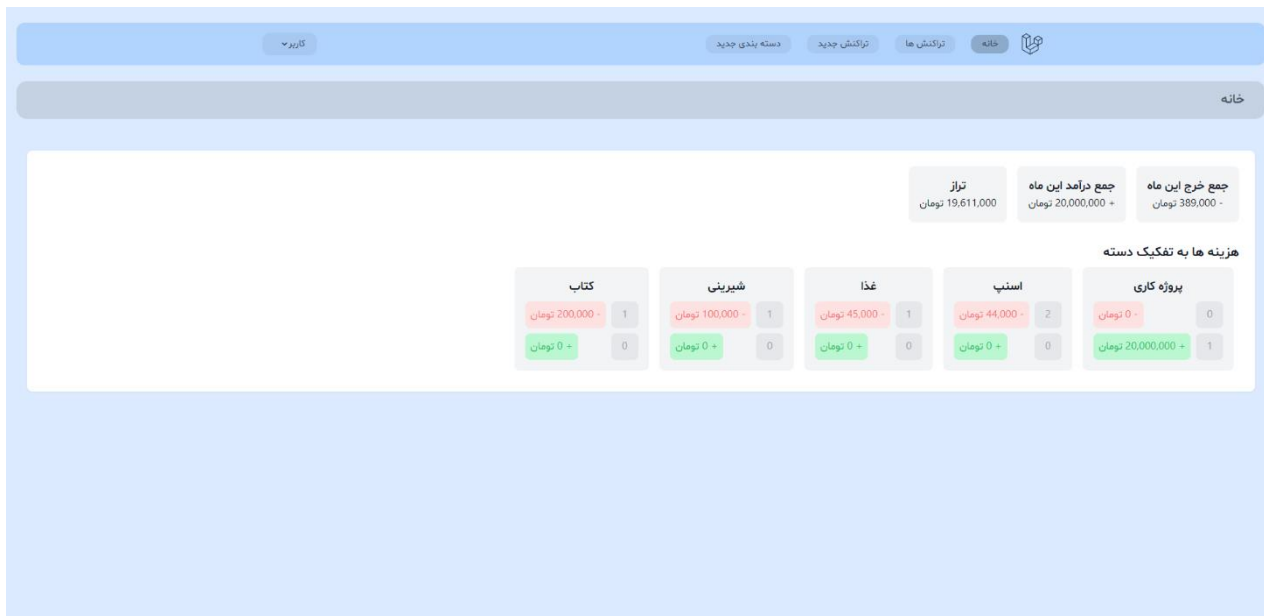 خانه
تراکنش ها
تراکنش جدید
دسته بندی جدید
کاربر
خانه
جمع خرج این ماه
- 389,000 تومان
جمع درآمد این ماه
+ 20,000,000 تومان
تراز
19,611,000 تومان
هزینه ها به تفکیک دسته
پروژه کاری
0
- 0 تومان
1
+ 20,000,000 تومان
اسنپ
2
- 44,000 تومان
0
+ 0 تومان
غذا
1
- 45,000 تومان
0
+ 0 تومان
شیرینی
1
- 100,000 تومان
0
+ 0 تومان
کتاب
1
- 200,000 تومان
0
+ 0 تومان